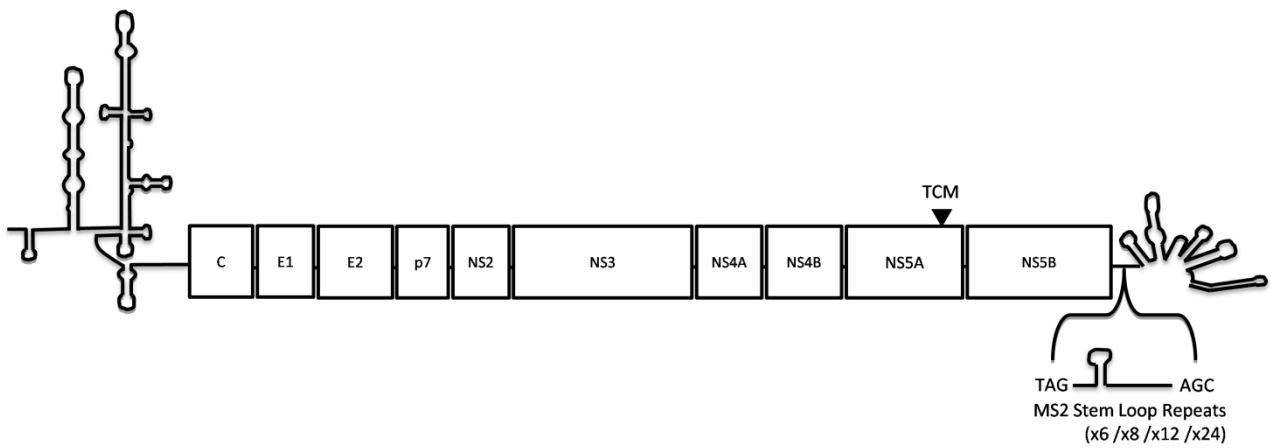 TCM
C
E1
E2
p7
NS2
NS3
NS4A
NS4B
NS5A
NS5B
TAG
AGC
MS2 Stem Loop Repeats
(x6 /x8 /x12 /x24)